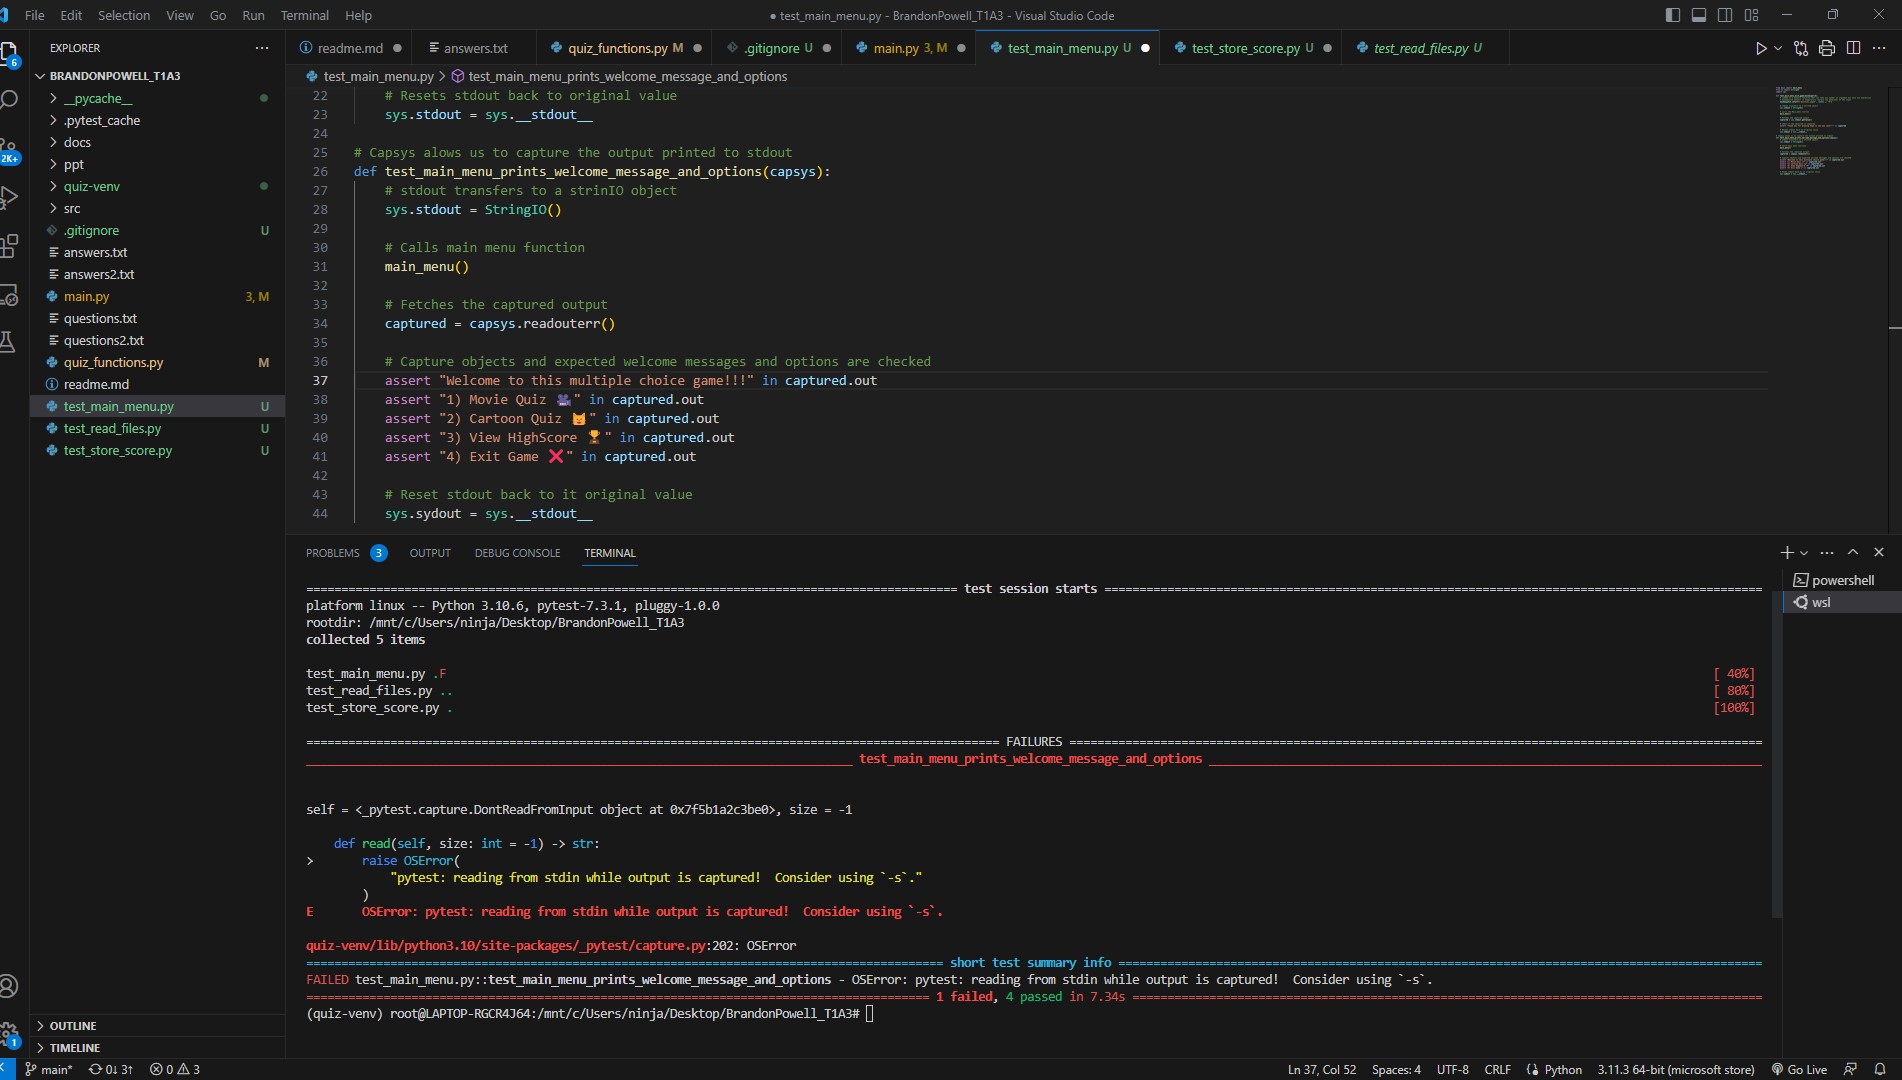 File Edit Selection View Go Run Terminal Help
● test_main_menu.py - BrandonPowell_T1A3 - Visual Studio Code
EXPLORER
readme.md
answers.txt
quiz_functions.py M
.gitignore U
main.py 3, M
test_main_menu.py U
test_store_score.py U
test_read_files.py U
test_main_menu.py > test_main_menu_prints_welcome_message_and_options
6
2K+
1
BRANDONPOWELL_T1A3
__pycache__
.pytest_cache
docs
ppt
quiz-venv
src
.gitignore U
answers.txt
answers2.txt
main.py 3, M
questions.txt
questions2.txt
quiz_functions.py M
readme.md
test_main_menu.py U
test_read_files.py U
test_store_score.py U
OUTLINE
TIMELINE
22 # Resets stdout back to original value
23 sys.stdout = sys.__stdout__
24
25 # Capsys alows us to capture the output printed to stdout
26 def test_main_menu_prints_welcome_message_and_options(capsys):
27 # stdout transfers to a strinIO object
28 sys.stdout = StringIO()
29
30 # Calls main menu function
31 main_menu()
32
33 # Fetches the captured output
34 captured = capsys.readouterr()
35
36 # Capture objects and expected welcome messages and options are checked
37 assert "Welcome to this multiple choice game!!!" in captured.out
38 assert "1) Movie Quiz 🎥" in captured.out
39 assert "2) Cartoon Quiz 😺" in captured.out
40 assert "3) View HighScore 🏆" in captured.out
41 assert "4) Exit Game ❌" in captured.out
42
43 # Reset stdout back to it original value
44 sys.sydout = sys.__stdout__
PROBLEMS 3 OUTPUT DEBUG CONSOLE TERMINAL
powershell
wsl
test session starts
platform linux -- Python 3.10.6, pytest-7.3.1, pluggy-1.0.0
rootdir: /mnt/c/Users/ninja/Desktop/BrandonPowell_T1A3
collected 5 items
test_main_menu.py .F [ 40%]
test_read_files.py .. [ 80%]
test_store_score.py . [100%]
FAILURES
test_main_menu_prints_welcome_message_and_options
self = <_pytest.capture.DontReadFromInput object at 0x7f5b1a2c3be0>, size = -1
def read(self, size: int = -1) -> str:
> raise OSError(
"pytest: reading from stdin while output is captured! Consider using `-s`."
)
E OSError: pytest: reading from stdin while output is captured! Consider using `-s`.
quiz-venv/lib/python3.10/site-packages/_pytest/capture.py:202: OSError
short test summary info
FAILED test_main_menu.py::test_main_menu_prints_welcome_message_and_options - OSError: pytest: reading from stdin while output is captured! Consider using `-s`.
1 failed, 4 passed in 7.34s
(quiz-venv) root@LAPTOP-RGCR4J64:/mnt/c/Users/ninja/Desktop/BrandonPowell_T1A3#
main* 0↓ 3↑ 0 3
Ln 37, Col 52 Spaces: 4 UTF-8 CRLF Python 3.11.3 64-bit (microsoft store) Go Live